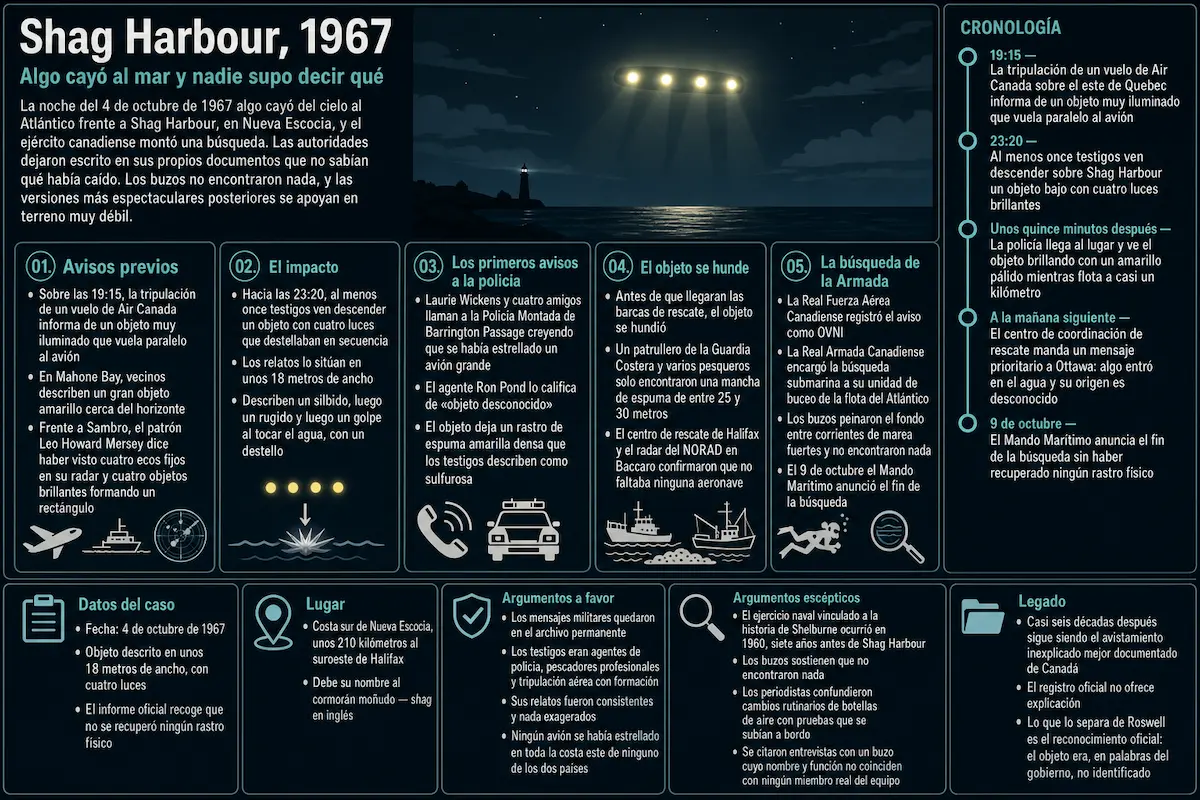 Shag Harbour, 1967
Algo cayó al mar y nadie supo decir qué
La noche del 4 de octubre de 1967 algo cayó del cielo al
Atlántico frente a Shag Harbour, en Nueva Escocia, y el
ejército canadiense montó una búsqueda. Las autoridades
dejaron escrito en sus propios documentos que no sabían
qué había caído. Los buzos no encontraron nada, y las
versiones más espectaculares posteriores se apoyan en
terreno muy débil.
01. Avisos previos
• Sobre las 19:15, la tripulación
de un vuelo de Air Canada
informa de un objeto muy
iluminado que vuela paralelo
al avión
• En Mahone Bay, vecinos
describen un gran objeto
amarillo cerca del horizonte
• Frente a Sambro, el patrón
Leo Howard Mersey dice
haber visto cuatro ecos fijos
en su radar y cuatro objetos
brillantes formando un
rectángulo
02. El impacto
• Hacia las 23:20, al menos
once testigos ven descender
un objeto con cuatro luces
que destellaban en secuencia
• Los relatos lo sitúan en
unos 18 metros de ancho
• Describen un silbido, luego
un rugido y luego un golpe
al tocar el agua, con un
destello
03. Los primeros avisos
a la policía
• Laurie Wickens y cuatro amigos
llaman a la Policía Montada de
Barrington Passage creyendo
que se había estrellado un
avión grande
• El agente Ron Pond lo califica
de «objeto desconocido»
• El objeto deja un rastro de
espuma amarilla densa que
los testigos describen como
sulfurosa
04. El objeto se hunde
• Antes de que llegaran las
barcas de rescate, el objeto
se hundió
• Un patrullero de la Guardia
Costera y varios pesqueros
solo encontraron una mancha
de espuma de entre 25 y
30 metros
• El centro de rescate de Halifax
y el radar del NORAD en
Baccaro confirmaron que no
faltaba ninguna aeronave
05. La búsqueda de
la Armada
• La Real Fuerza Aérea
Canadiense registró el aviso
como OVNI
• La Real Armada Canadiense
encargó la búsqueda
submarina a su unidad de
buceo de la flota del Atlántico
• Los buzos peinaron el fondo
entre corrientes de marea
fuertes y no encontraron nada
• El 9 de octubre el Mando
Marítimo anunció el fin de
la búsqueda
CRONOLOGÍA
19:15 —
La tripulación de un vuelo de Air
Canada sobre el este de Quebec
informa de un objeto muy iluminado
que vuela paralelo al avión
23:20 —
Al menos once testigos ven
descender sobre Shag Harbour
un objeto bajo con cuatro luces
brillantes
Unos quince minutos después —
La policía llega al lugar y ve el
objeto brillando con un amarillo
pálido mientras flota a casi un
kilómetro
A la mañana siguiente —
El centro de coordinación de
rescate manda un mensaje
prioritario a Ottawa: algo entró
en el agua y su origen es
desconocido
9 de octubre —
El Mando Marítimo anuncia el fin
de la búsqueda sin haber
recuperado ningún rastro físico
Datos del caso
• Fecha: 4 de octubre de 1967
• Objeto descrito en unos
18 metros de ancho, con
cuatro luces
• El informe oficial recoge que
no se recuperó ningún rastro
físico
Lugar
• Costa sur de Nueva Escocia,
unos 210 kilómetros al
suroeste de Halifax
• Debe su nombre al
cormorán moñudo — shag
en inglés
Argumentos a favor
• Los mensajes militares quedaron
en el archivo permanente
• Los testigos eran agentes de
policía, pescadores profesionales
y tripulación aérea con formación
• Sus relatos fueron consistentes
y nada exagerados
• Ningún avión se había estrellado
en toda la costa este de ninguno
de los dos países
Argumentos escépticos
• El ejercicio naval vinculado a la
historia de Shelburne ocurrió en
1960, siete años antes de Shag Harbour
• Los buzos sostienen que no
encontraron nada
• Los periodistas confundieron
cambios rutinarios de botellas
de aire con pruebas que se
subían a bordo
• Se citaron entrevistas con un buzo
cuyo nombre y función no coinciden
con ningún miembro real del equipo
Legado
• Casi seis décadas después
sigue siendo el avistamiento
inexplicado mejor documentado
de Canadá
• El registro oficial no ofrece
explicación
• Lo que lo separa de Roswell
es el reconocimiento oficial:
el objeto era, en palabras del
gobierno, no identificado